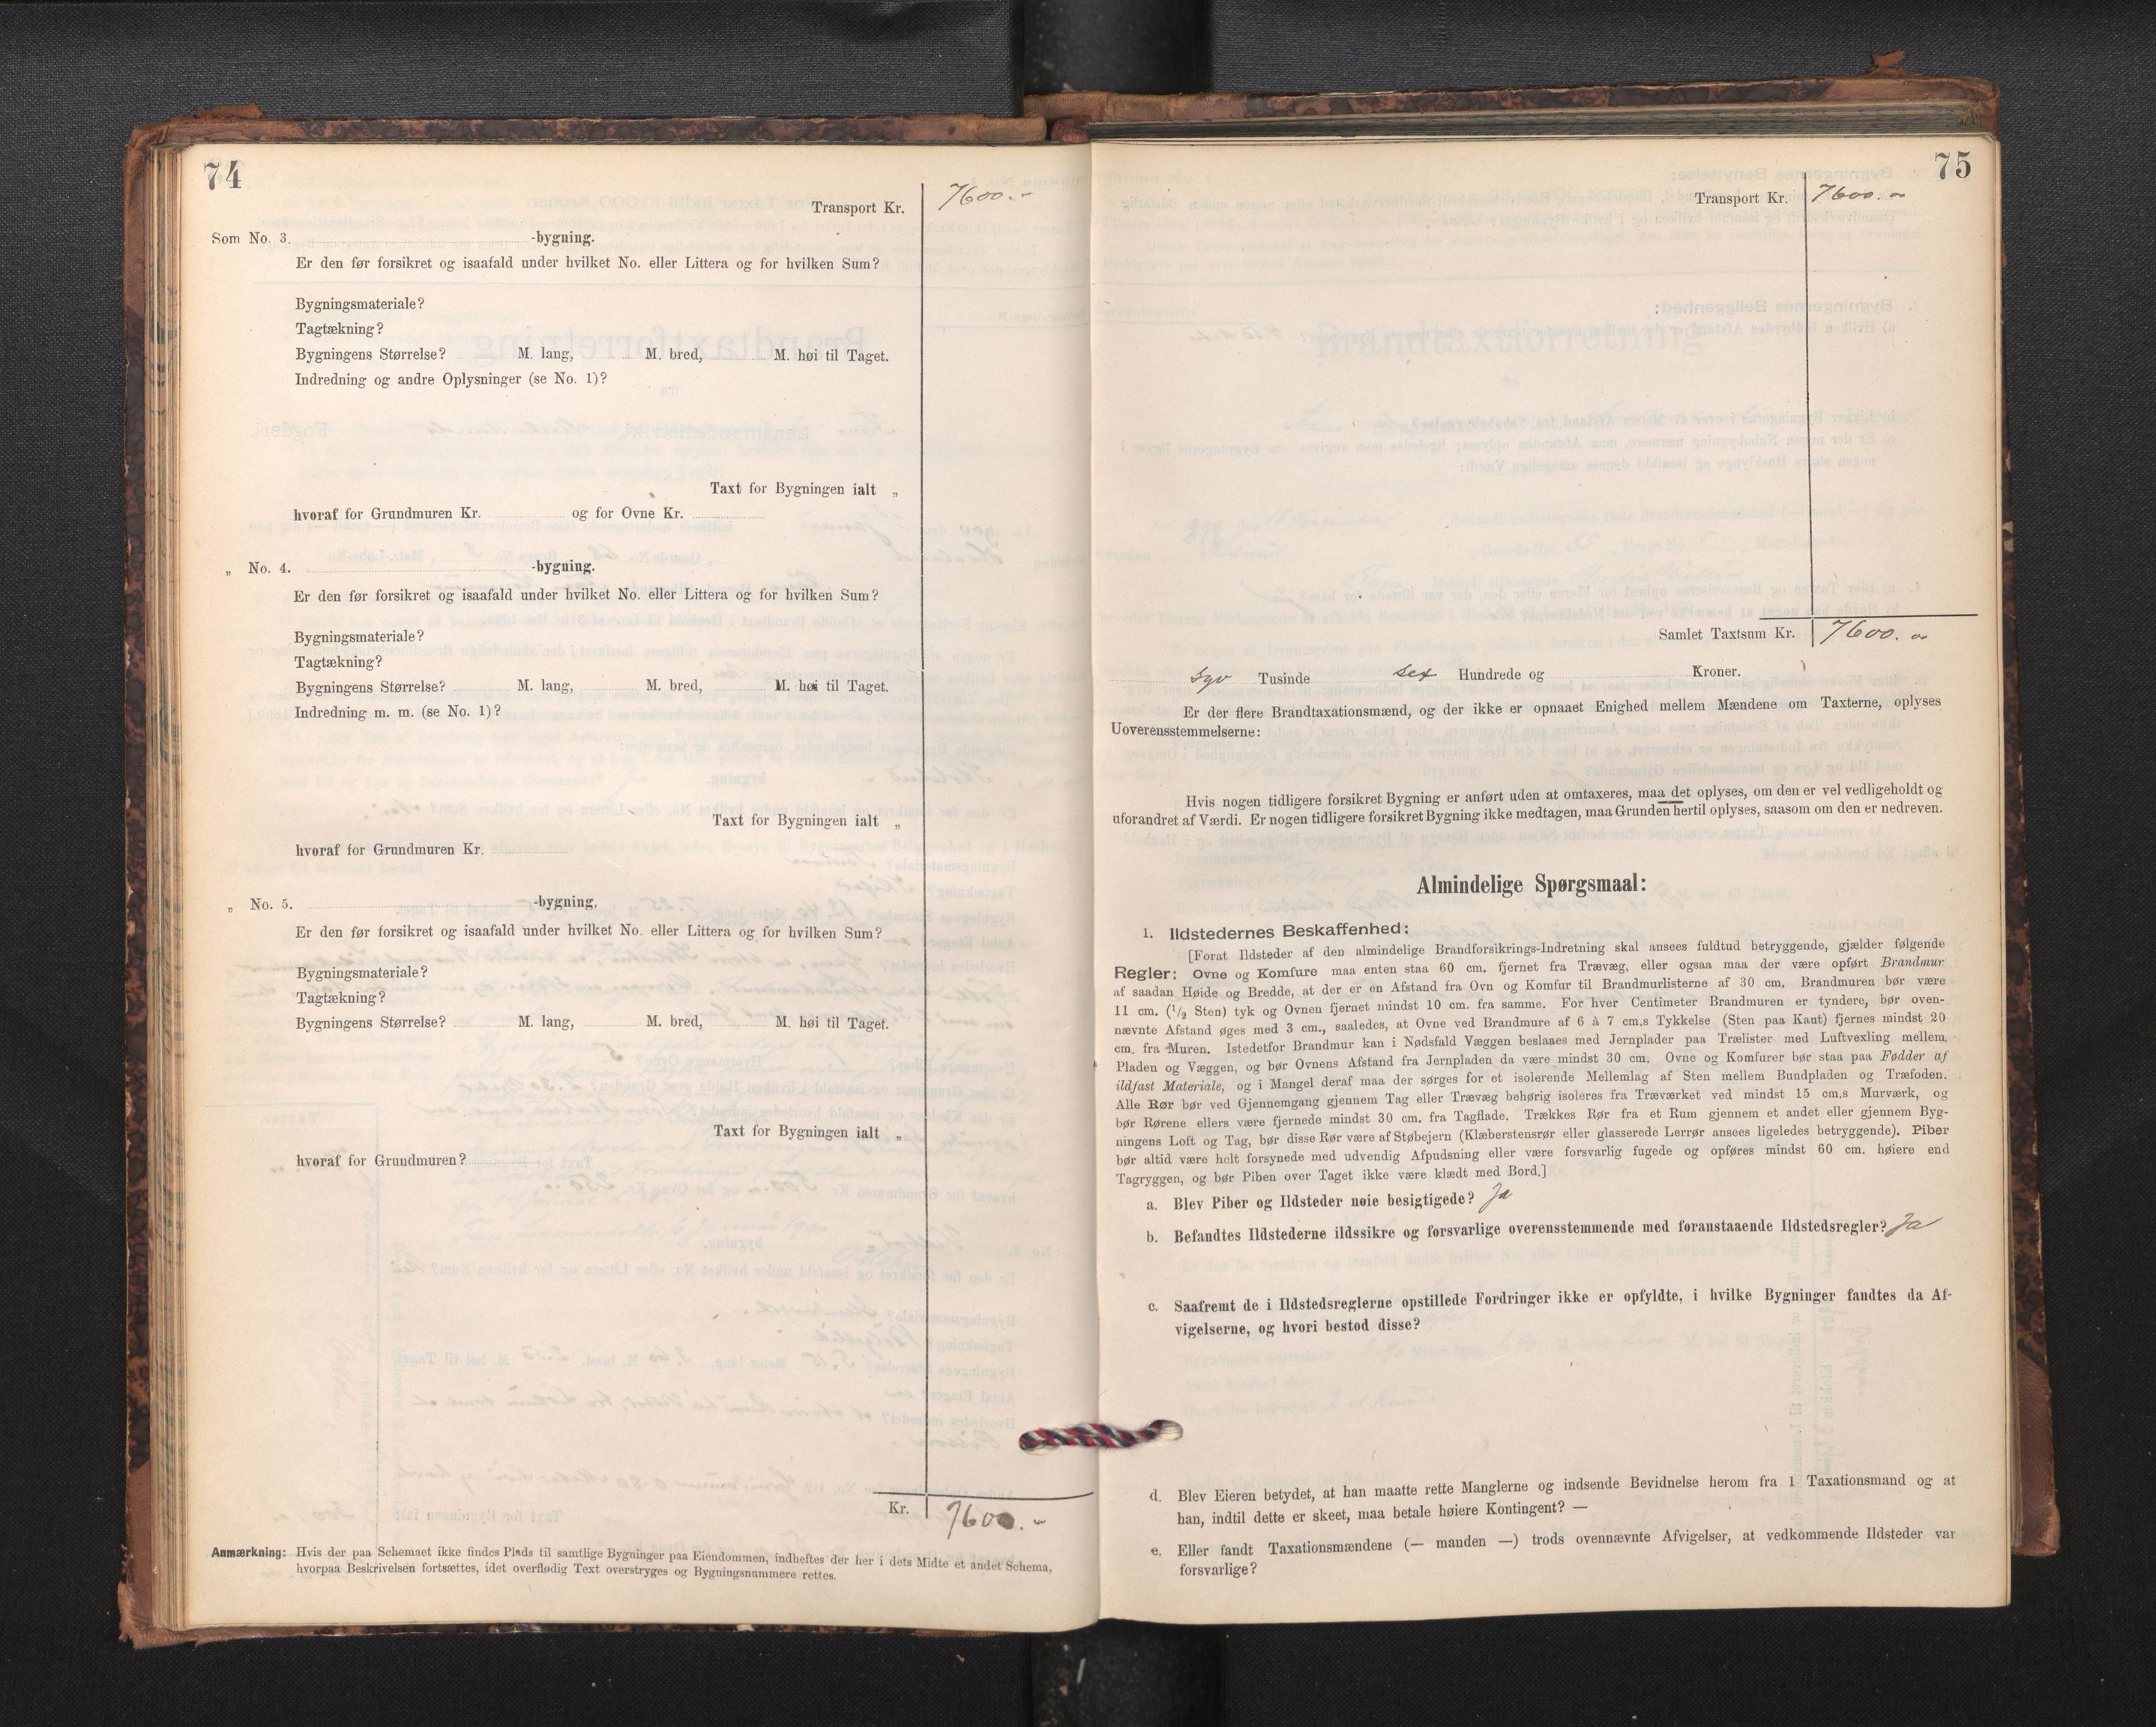 74
Transport Kr. 7600.-
Som No. 3. -bygning.
Er den før forsikret og isaafald under hvilket No. eller Littera og for hvilken Sum?
Bygningsmateriale?
Tagtækning?
Bygningens Størrelse? M. lang, M. bred, M. høi til Taget.
Indredning og andre Oplysninger (se No. 1)?
Taxt for Bygningen ialt „
hvoraf for Grundmuren Kr. og for Ovne Kr.
„ No. 4. -bygning.
Er den før forsikret og isaafald under hvilket No. eller Littera og for hvilken Sum?
Bygningsmateriale?
Tagtækning?
Bygningens Størrelse? M. lang, M. bred, M. høi til Taget.
Indredning m. m. (se No. 1)?
Taxt for Bygningen ialt „
hvoraf for Grundmuren Kr.
„ No. 5. -bygning.
Er den før forsikret og isaafald under hvilket No. eller Littera og for hvilken Sum?
Bygningsmateriale?
Tagtækning?
Bygningens Størrelse? M. lang, M. bred, M. høi til Taget.
Taxt for Bygningen ialt „
hvoraf for Grundmuren?
Kr. 7600.-
Anmærkning: Hvis der paa Schemaet ikke findes Plads til samtlige Bygninger paa Eiendommen, indheftes der her i dets Midte et andet Schema,
hvorpaa Beskrivelsen fortsættes, idet overflødig Text overstryges og Bygningsnummere rettes.
75
Transport Kr. 7600.-
Samlet Taxtsum Kr. 7600.-
syv Tusinde sex Hundrede og Kroner.
Er der flere Brandtaxationsmænd, og der ikke er opnaaet Enighed mellem Mændene om Taxterne, oplyses
Uoverensstemmelserne:
Hvis nogen tidligere forsikret Bygning er anført uden at omtaxeres, maa det oplyses, om den er vel vedligeholdt og
uforandret af Værdi. Er nogen tidligere forsikret Bygning ikke medtagen, maa Grunden hertil oplyses, saasom om den er nedreven.
Almindelige Spørgsmaal:
1. Ildstedernes Beskaffenhed:
[Forat Ildsteder af den almindelige Brandforsikrings-Indretning skal ansees fuldtud betryggende, gjælder følgende
Regler: Ovne og Komfure maa enten staa 60 cm. fjernet fra Trævæg, eller ogsaa maa der være opført Brandmur
af saadan Høide og Bredde, at der er en Afstand fra Ovn og Komfur til Brandmurlisterne af 30 cm. Brandmuren bør være
11 cm. (1/2 Sten) tyk og Ovnen fjernet mindst 10 cm. fra samme. For hver Centimeter Brandmuren er tyndere, bør oven-
nævnte Afstand øges med 3 cm., saaledes, at Ovne ved Brandmure af 6 à 7 cm.s Tykkelse (Sten paa Kant) fjernes mindst 20
cm. fra Muren. Istedetfor Brandmur kan i Nødsfald Væggen beslaaes med Jernplader paa Trælister med Luftvexling mellem
Pladen og Væggen, og bør Ovnens Afstand fra Jernpladen da være mindst 30 cm. Ovne og Komfurer bør staa paa Fødder af
ildfast Materiale, og i Mangel deraf maa der sørges for et isolerende Mellemlag af Sten mellem Bundpladen og Træfoden.
Alle Rør bør ved Gjennemgang gjennem Tag eller Trævæg behørig isoleres fra Træværket ved mindst 15 cm.s Murværk, og
bør Rørene ellers være fjernede mindst 30 cm. fra Tagflade. Trækkes Rør fra et Rum gjennem et andet eller gjennem Byg-
ningens Loft og Tag, bør disse Rør være af Støbejern (Klæberstensrør eller glasserede Lerrør ansees ligeledes betryggende). Piber
bør altid være helt forsynede med udvendig Afpudsning eller være forsvarlig fugede og opføres mindst 60 cm. høiere end
Tagryggen, og bør Piben over Taget ikke være klædt med Bord.]
a. Blev Piber og Ildsteder nøie besigtigede? Ja
b. Befandtes Ildstederne ildssikre og forsvarlige overensstemmende med foranstaaende Ildstedsregler? Ja
c. Saafremt de i Ildstedsreglerne opstillede Fordringer ikke er opfyldte, i hvilke Bygninger fandtes da Af-
vigelserne, og hvori bestod disse?
d. Blev Eieren betydet, at han maatte rette Manglerne og indsende Bevidnelse herom fra 1 Taxationsmand og at
han, indtil dette er skeet, maa betale høiere Kontingent? —
e. Eller fandt Taxationsmændene (— manden —) trods ovennævnte Afvigelser, at vedkommende Ildsteder var
forsvarlige?